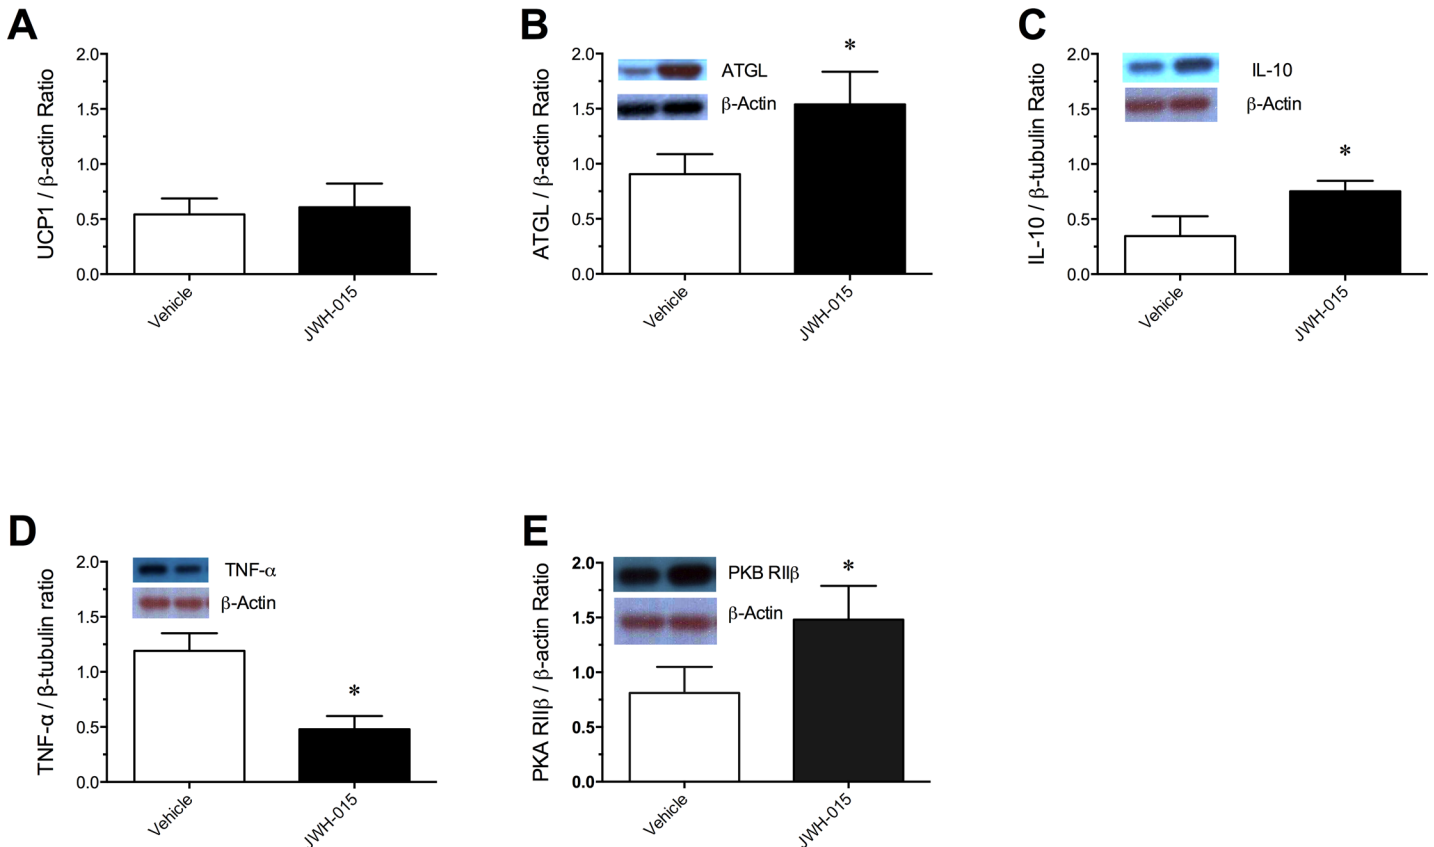 A
UCP1 / β-actin Ratio
2.0
1.5
1.0
0.5
0.0
Vehicle
JWH-015
B
ATGL / β-actin Ratio
2.0
1.5
1.0
0.5
0.0
ATGL
β-Actin
*
Vehicle
JWH-015
C
IL-10 / β-tubulin Ratio
2.0
1.5
1.0
0.5
0.0
IL-10
β-Actin
*
Vehicle
JWH-015
D
TNF-α / β-tubulin ratio
2.0
1.5
1.0
0.5
0.0
TNF-α
β-Actin
*
Vehicle
JWH-015
E
PKA RIIβ / β-actin Ratio
2.0
1.5
1.0
0.5
0.0
PKB RIIβ
β-Actin
*
Vehicle
JWH-015